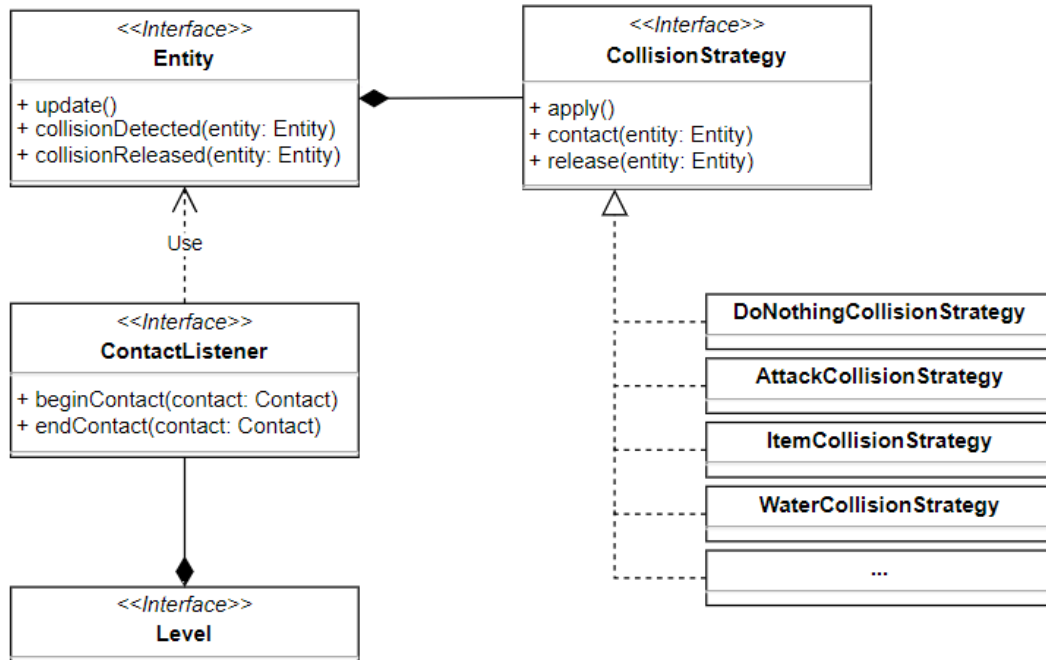 <<Interface>>
Entity
+ update()
+ collisionDetected(entity: Entity)
+ collisionReleased(entity: Entity)
<<Interface>>
CollisionStrategy
+ apply()
+ contact(entity: Entity)
+ release(entity: Entity)
Use
<<Interface>>
ContactListener
+ beginContact(contact: Contact)
+ endContact(contact: Contact)
DoNothingCollisionStrategy
AttackCollisionStrategy
ItemCollisionStrategy
WaterCollisionStrategy
...
<<Interface>>
Level